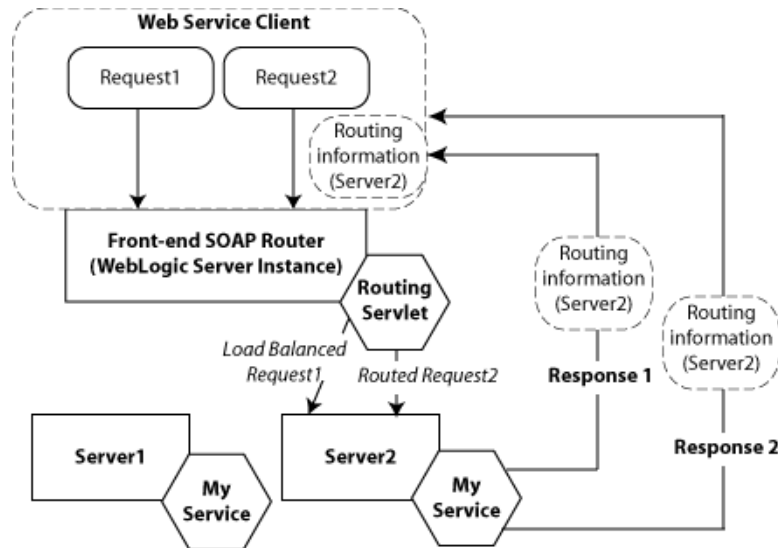 Web Service Client
Request1
Request2
Routing
information
(Server2)
Front-end SOAP Router
(WebLogic Server Instance)
Routing
Servlet
Routing
information
(Server2)
Routing
information
(Server2)
Load Balanced
Request1
Routed Request2
Response 1
Response 2
Server1
My
Service
Server2
My
Service